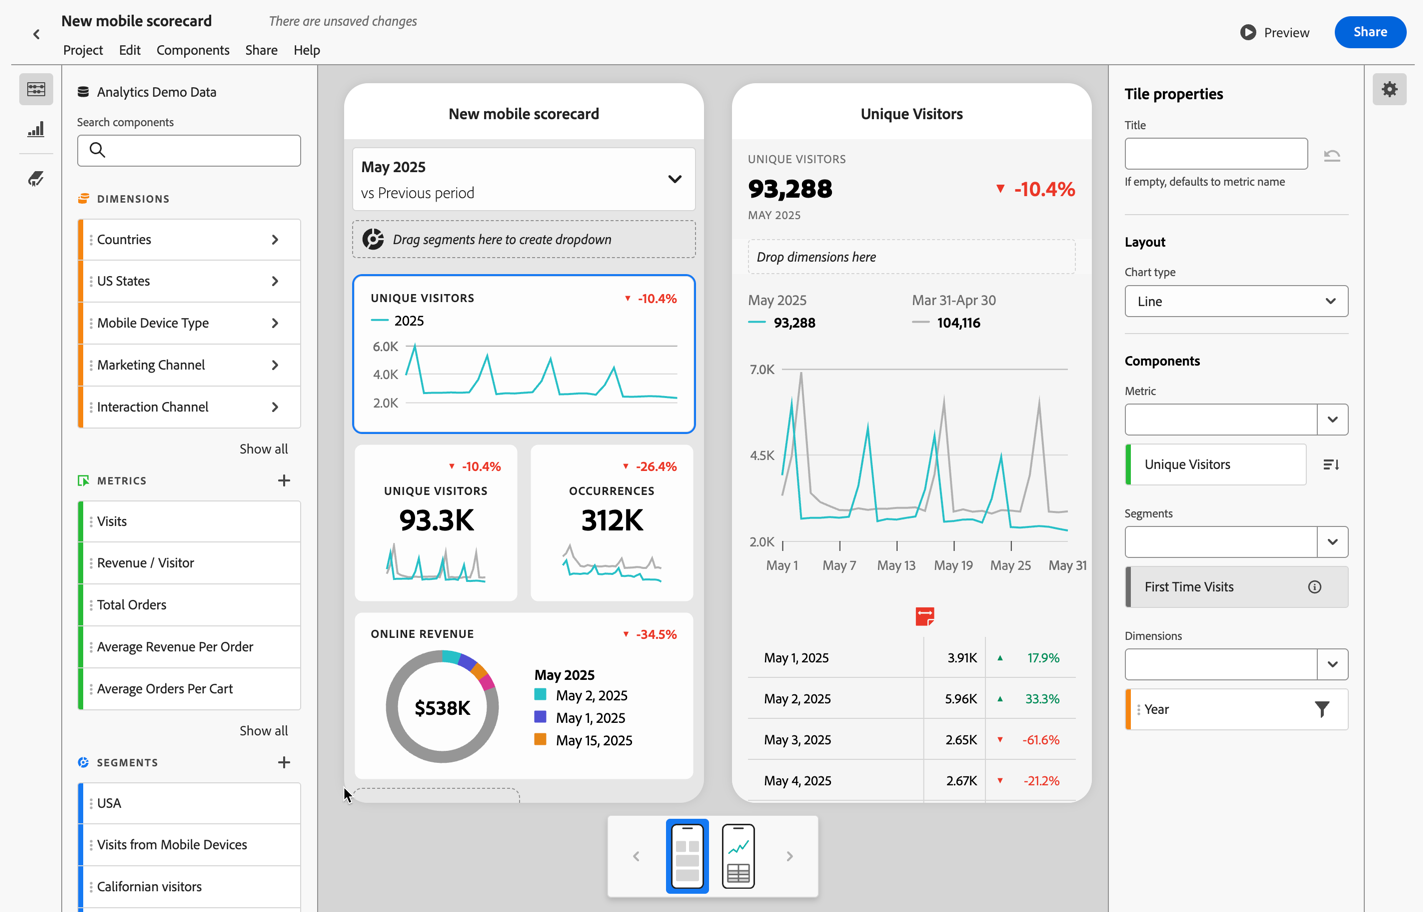 New mobile scorecard
There are unsaved changes
Project Edit Components Share Help
Preview
Share
Analytics Demo Data
Search components
DIMENSIONS
Countries
US States
Mobile Device Type
Marketing Channel
Interaction Channel
Show all
METRICS
Visits
Revenue / Visitor
Total Orders
Average Revenue Per Order
Average Orders Per Cart
Show all
SEGMENTS
USA
Visits from Mobile Devices
Californian visitors
New mobile scorecard
May 2025
vs Previous period
Drag segments here to create dropdown
UNIQUE VISITORS
▼ -10.4%
2025
6.0K
4.0K
2.0K
▼ -10.4%
UNIQUE VISITORS
93.3K
▼ -26.4%
OCCURRENCES
312K
ONLINE REVENUE
▼ -34.5%
$538K
May 2025
May 2, 2025
May 1, 2025
May 15, 2025
Unique Visitors
UNIQUE VISITORS
93,288
▼ -10.4%
MAY 2025
Drop dimensions here
May 2025
93,288
Mar 31-Apr 30
104,116
7.0K
4.5K
2.0K
May 1 May 7 May 13 May 19 May 25 May 31
May 1, 2025 3.91K ▲ 17.9%
May 2, 2025 5.96K ▲ 33.3%
May 3, 2025 2.65K ▼ -61.6%
May 4, 2025 2.67K ▼ -21.2%
Tile properties
Title
If empty, defaults to metric name
Layout
Chart type
Line
Components
Metric
Unique Visitors
Segments
First Time Visits
Dimensions
Year